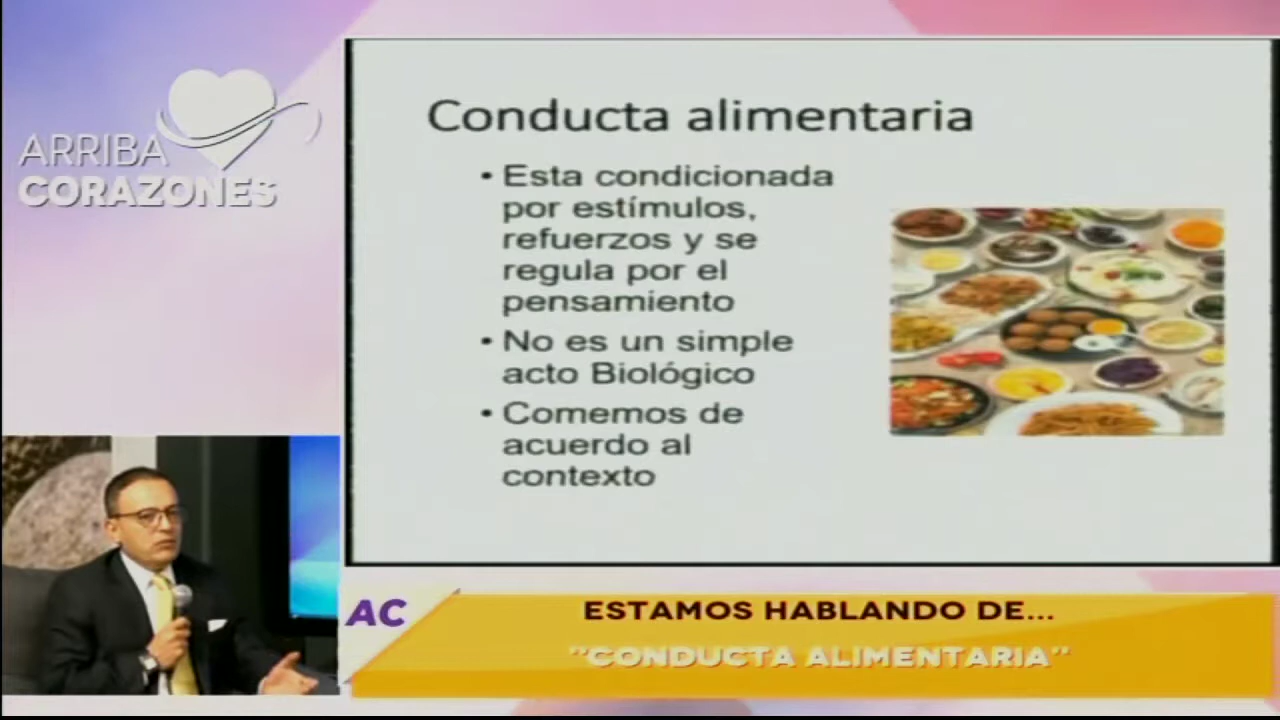 ARRIBA
CORAZONES
Conducta alimentaria
• Esta condicionada
por estímulos,
refuerzos y se
regula por el
pensamiento
• No es un simple
acto Biológico
• Comemos de
acuerdo al
contexto
AC
ESTAMOS HABLANDO DE...
"CONDUCTA ALIMENTARIA"